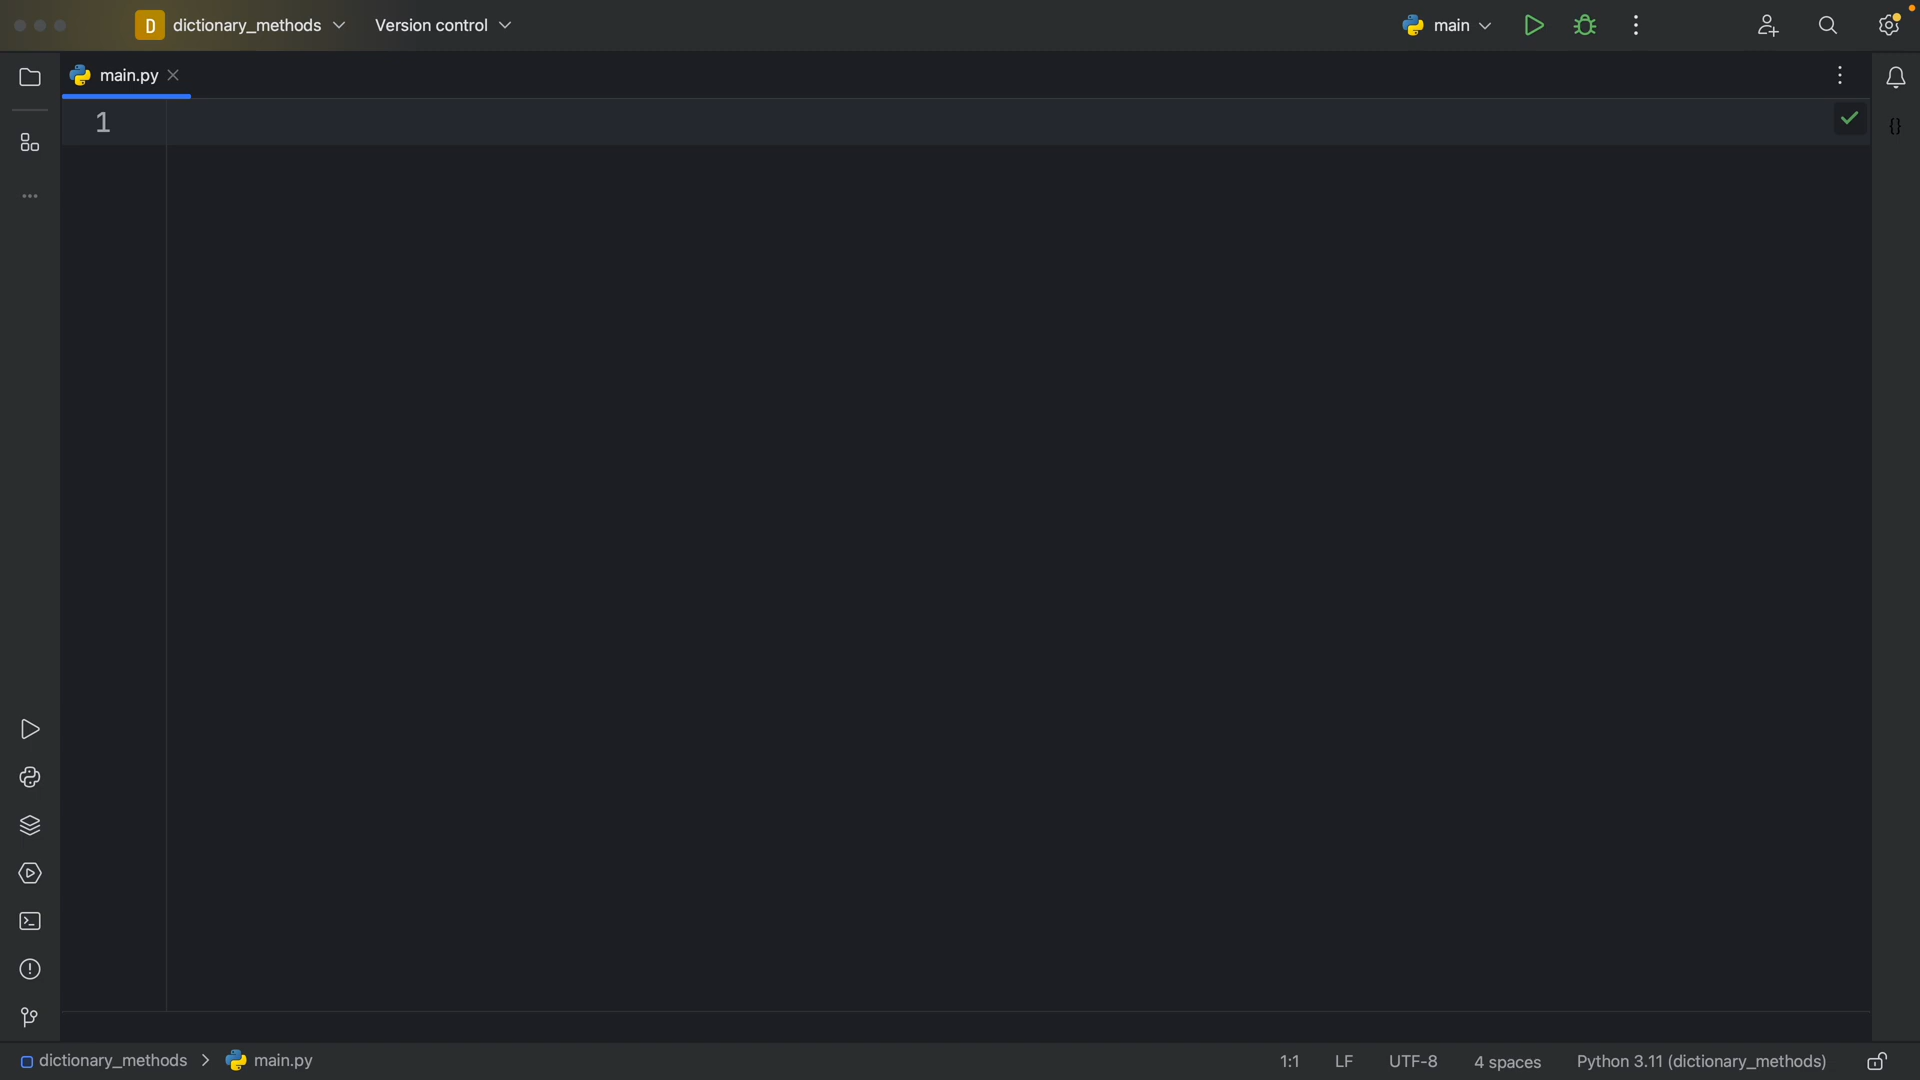 D dictionary_methods Version control main
main.py
1
dictionary_methods > main.py 1:1 LF UTF-8 4 spaces Python 3.11 (dictionary_methods)